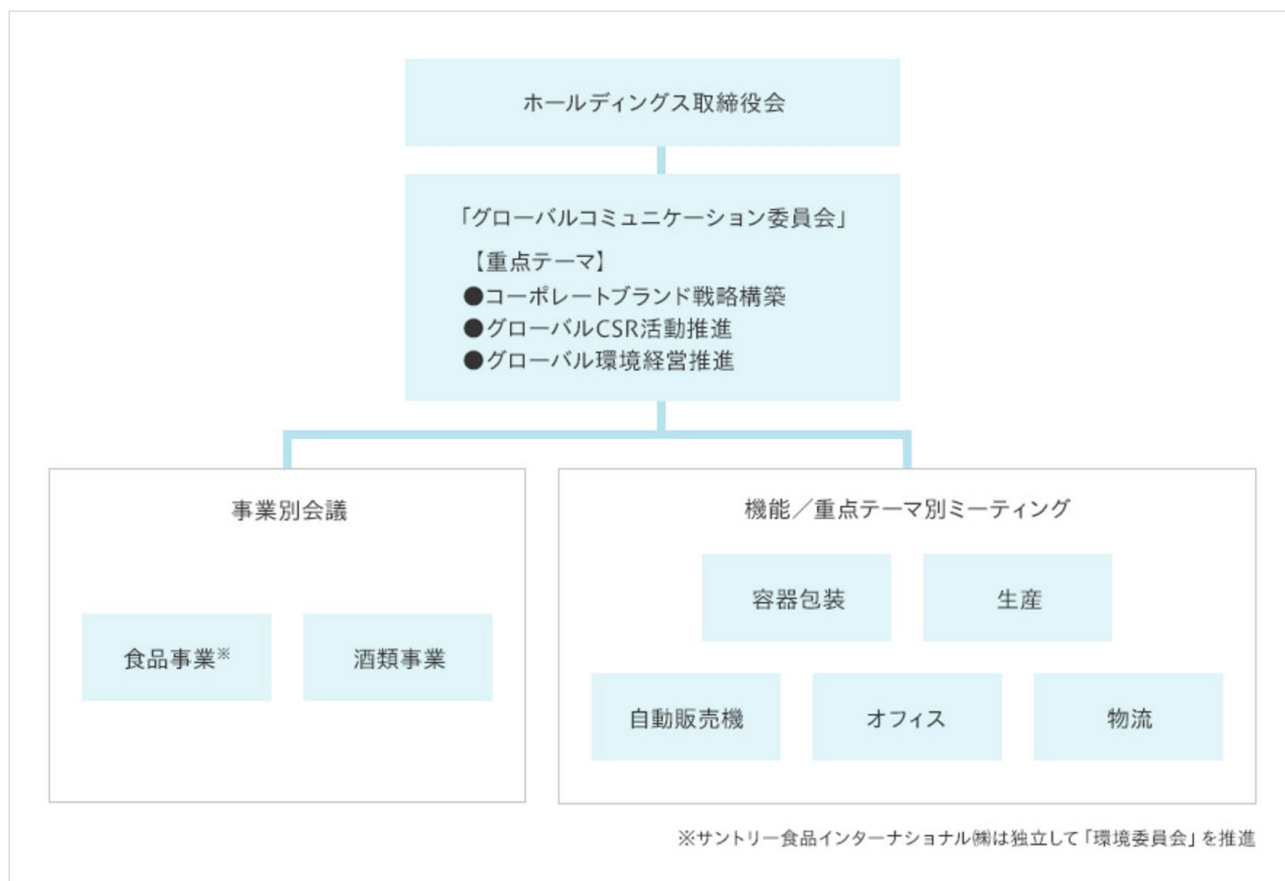 ホールディングス取締役会
「グローバルコミュニケーション委員会」
【重点テーマ】
●コーポレートブランド戦略構築
●グローバルCSR活動推進
●グローバル環境経営推進
事業別会議
食品事業※
酒類事業
機能／重点テーマ別ミーティング
容器包装
生産
自動販売機
オフィス
物流
※サントリー食品インターナショナル㈱は独立して「環境委員会」を推進